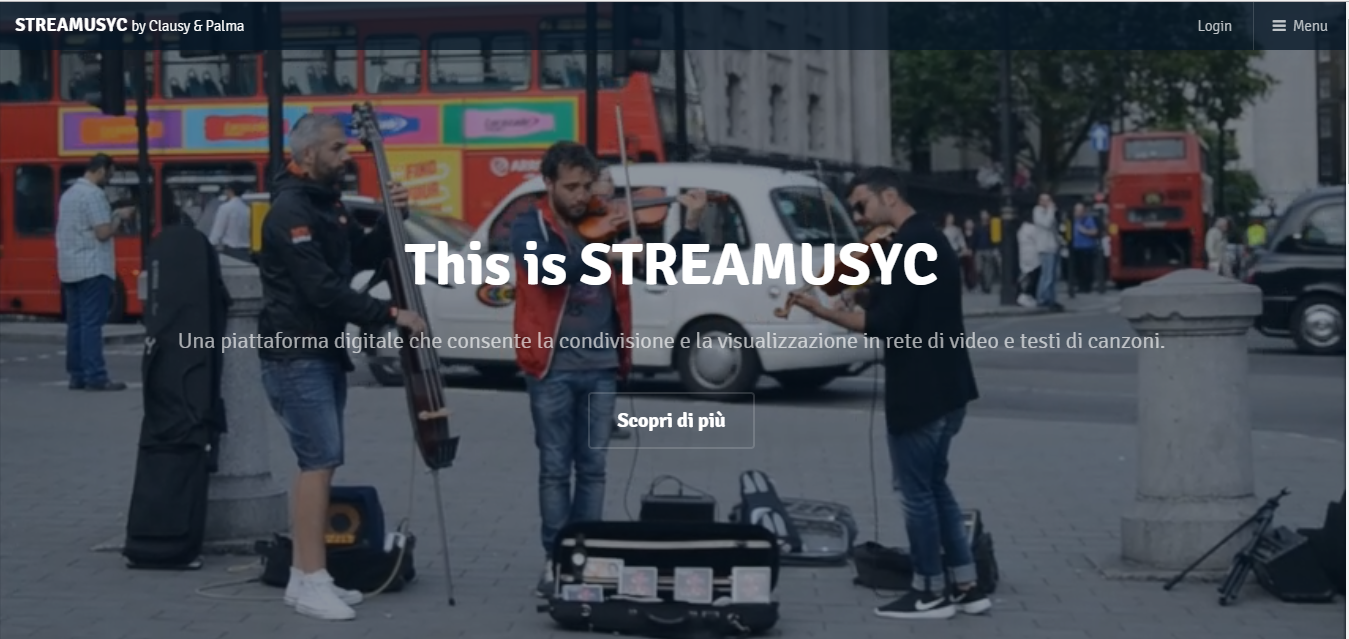 STREAMUSYC by Clausy & Palma
Login
Menu
This is STREAMUSYC
Una piattaforma digitale che consente la condivisione e la visualizzazione in rete di video e testi di canzoni.
Scopri di più